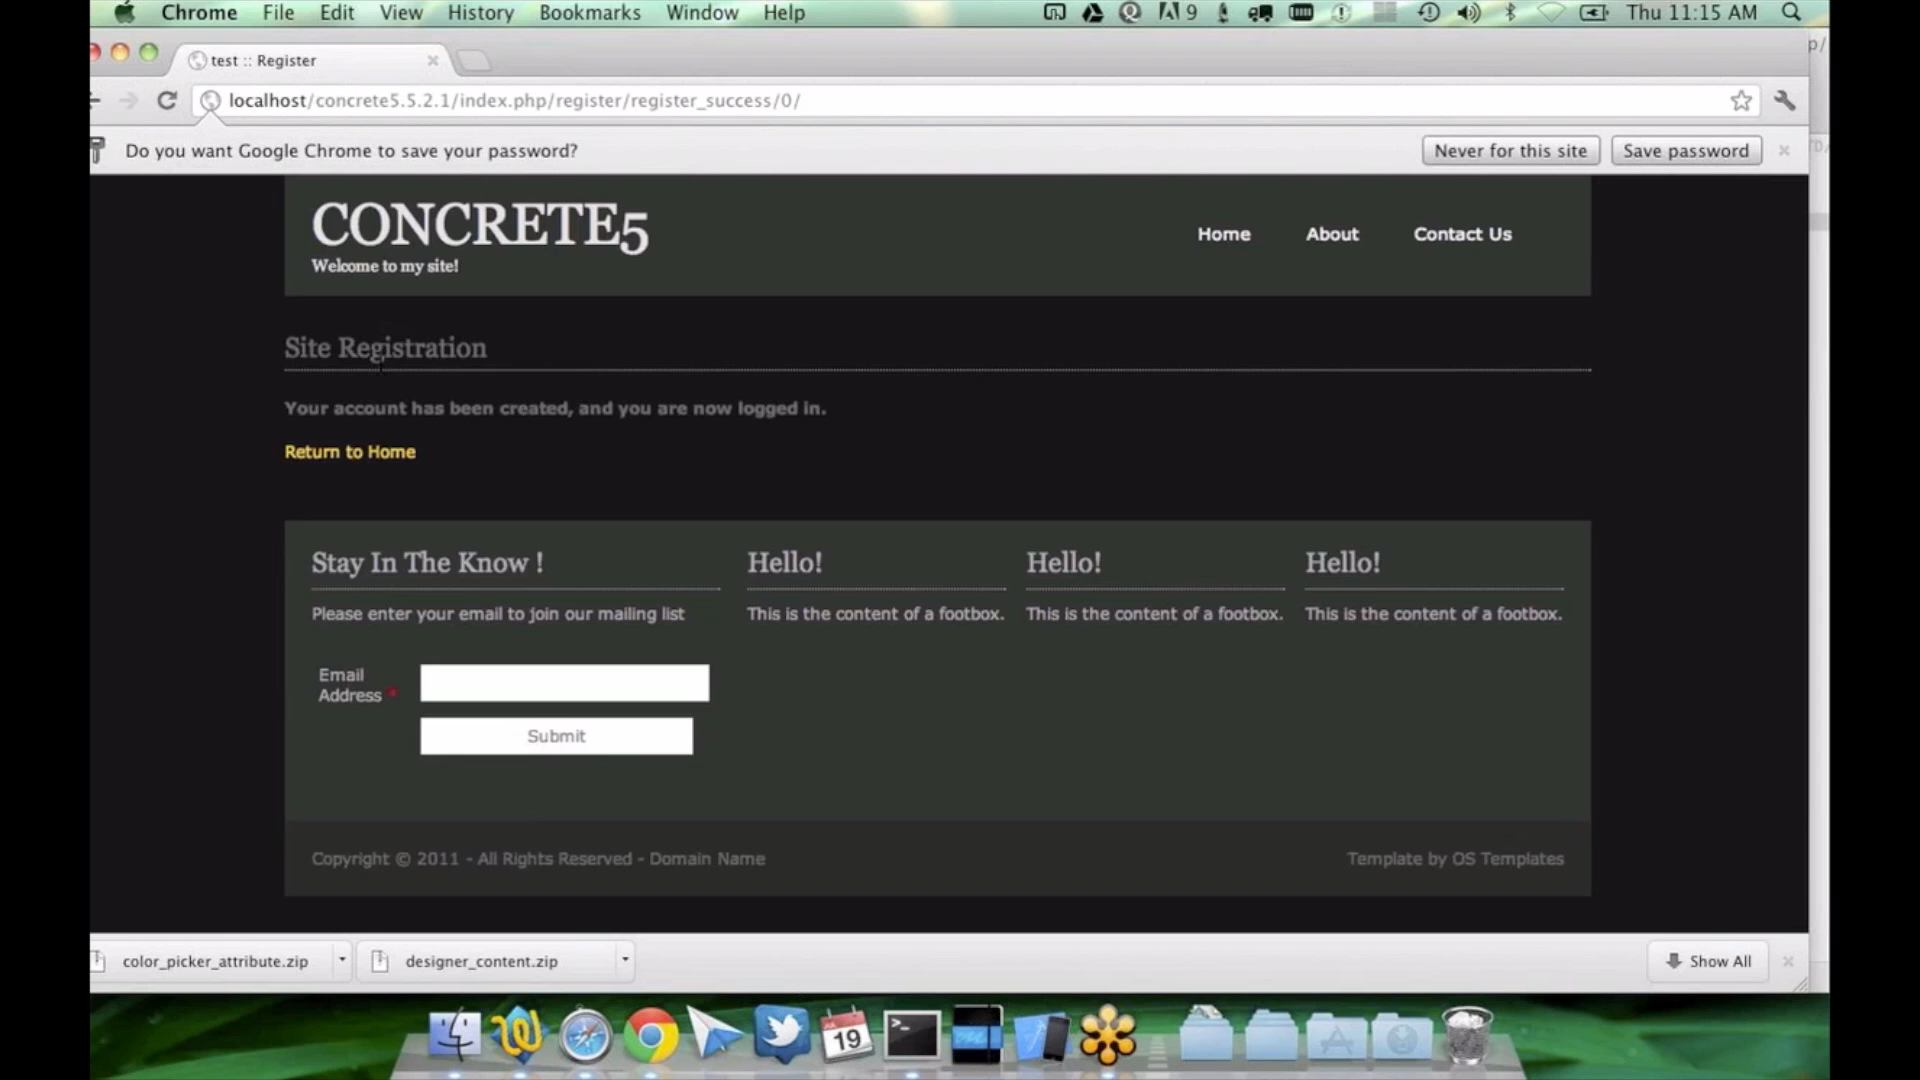 Chrome File Edit View History Bookmarks Window Help 9 Thu 11:15 AM
test :: Register
localhost/concrete5.5.2.1/index.php/register/register_success/0/
Do you want Google Chrome to save your password? Never for this site Save password
CONCRETE5
Welcome to my site!
Home About Contact Us
Site Registration
Your account has been created, and you are now logged in.
Return to Home
Stay In The Know ! Hello! Hello! Hello!
Please enter your email to join our mailing list This is the content of a footbox. This is the content of a footbox. This is the content of a footbox.
Email
Address *
Submit
Copyright © 2011 - All Rights Reserved - Domain Name Template by OS Templates
color_picker_attribute.zip designer_content.zip Show All
19